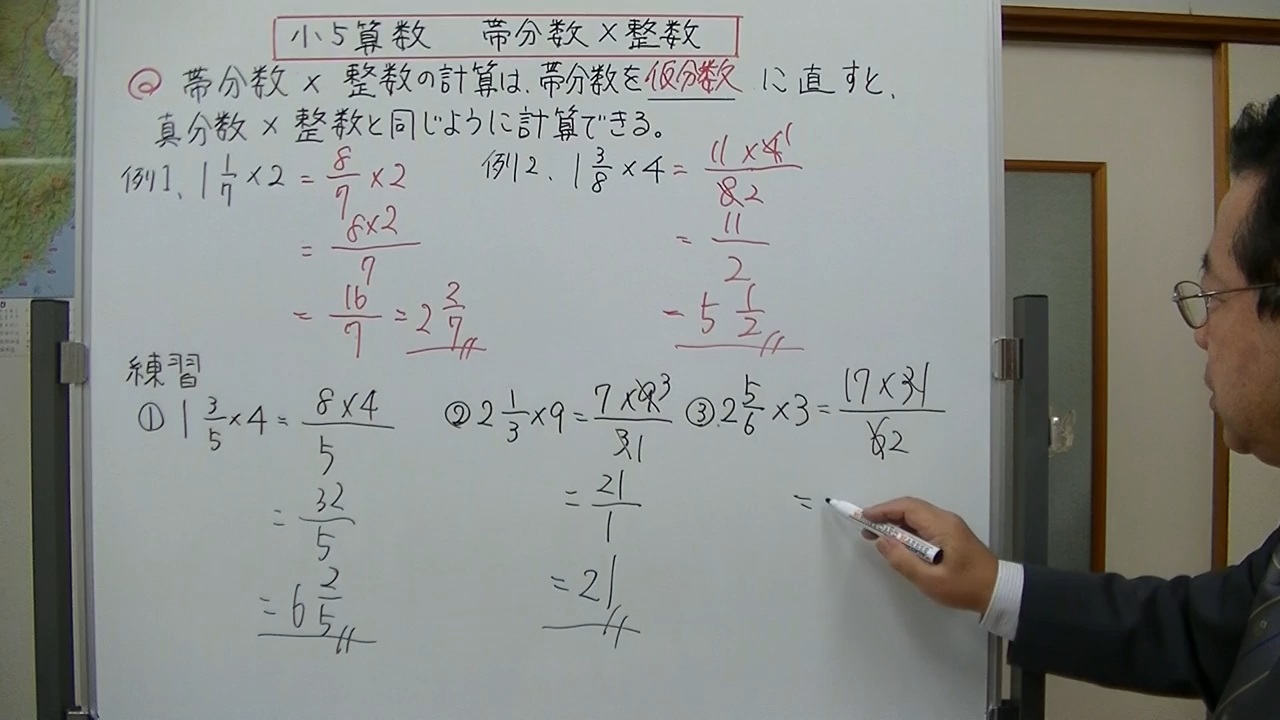 小5算数 帯分数×整数
◎ 帯分数 × 整数の計算は、帯分数を仮分数 に直すと、
真分数 × 整数と同じように計算できる。
例1、1 1/7 × 2 = 8/7 × 2
= 8×2/7
= 16/7 = 2 2/7
例2、1 3/8 × 4 = 11 × 4 1/8 2
= 11/2
= 5 1/2
練習
① 1 3/5 × 4 = 8 × 4/5
= 32/5
= 6 2/5
② 2 1/3 × 9 = 7 × 9 3/3 1
= 21/1
= 21
③ 2 5/6 × 3 = 17 × 3 1/6 2
=